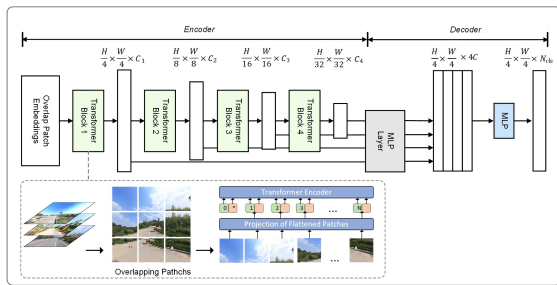 Encoder
Decoder
H/4 × W/4 × C₁
H/8 × W/8 × C₂
H/16 × W/16 × C₃
H/32 × W/32 × C₄
H/4 × W/4 × 4C
H/4 × W/4 × N_cls
Overlap Patch
Embeddings
Transformer
Block 1
Transformer
Block 2
Transformer
Block 3
Transformer
Block 4
MLP
Layer
MLP
Transformer Encoder
0 * 1 2 3 ... N
Projection of Flattened Patches
...
Overlapping Pathchs